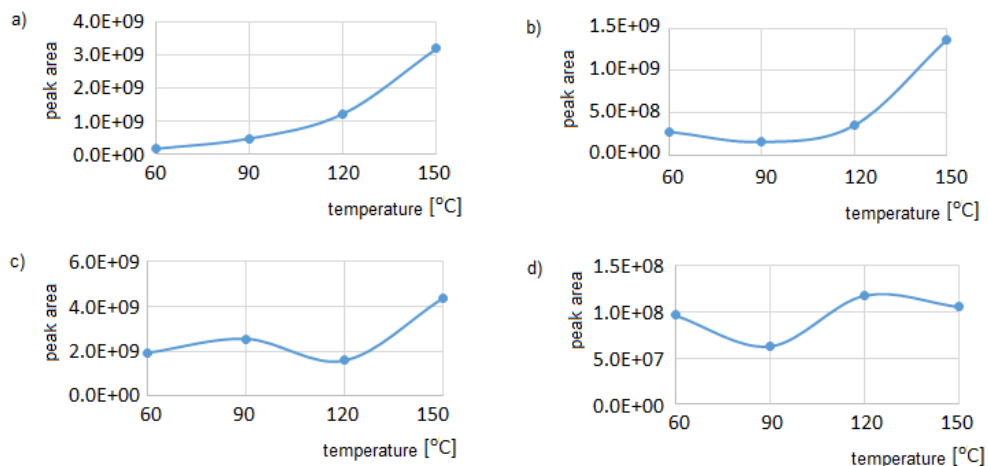 a)
peak area
4.0E+09
3.0E+09
2.0E+09
1.0E+09
0.0E+00
60 90 120 150
temperature [°C]
b)
peak area
1.5E+09
1.0E+09
5.0E+08
0.0E+00
60 90 120 150
temperature [°C]
c)
peak area
6.0E+09
4.0E+09
2.0E+09
0.0E+00
60 90 120 150
temperature [°C]
d)
peak area
1.5E+08
1.0E+08
5.0E+07
0.0E+00
60 90 120 150
temperature [°C]